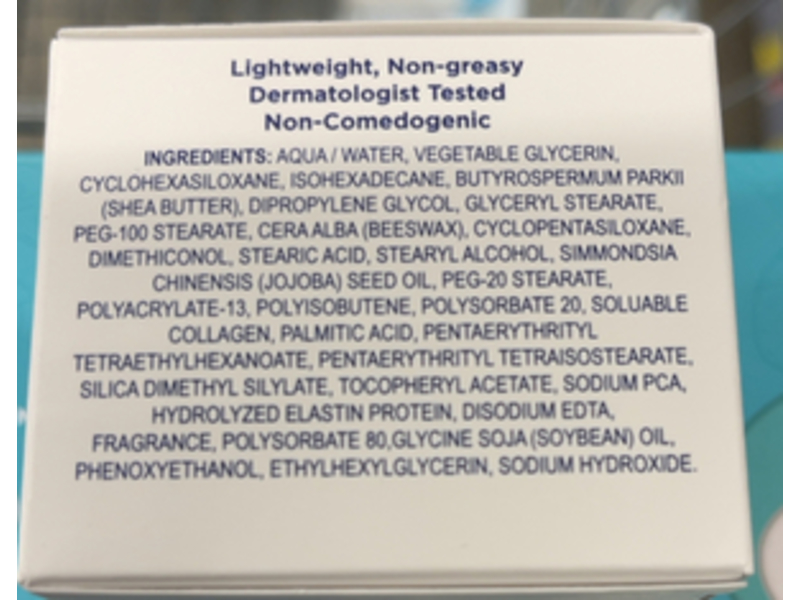 Lightweight, Non-greasy
Dermatologist Tested
Non-Comedogenic
INGREDIENTS: AQUA / WATER, VEGETABLE GLYCERIN,
CYCLOHEXASILOXANE, ISOHEXADECANE, BUTYROSPERMUM PARKII
(SHEA BUTTER), DIPROPYLENE GLYCOL, GLYCERYL STEARATE,
PEG-100 STEARATE, CERA ALBA (BEESWAX), CYCLOPENTASILOXANE,
DIMETHICONOL, STEARIC ACID, STEARYL ALCOHOL, SIMMONDSIA
CHINENSIS (JOJOBA) SEED OIL, PEG-20 STEARATE,
POLYACRYLATE-13, POLYISOBUTENE, POLYSORBATE 20, SOLUABLE
COLLAGEN, PALMITIC ACID, PENTAERYTHRITYL
TETRAETHYLHEXANOATE, PENTAERYTHRITYL TETRAISOSTEARATE,
SILICA DIMETHYL SILYLATE, TOCOPHERYL ACETATE, SODIUM PCA,
HYDROLYZED ELASTIN PROTEIN, DISODIUM EDTA,
FRAGRANCE, POLYSORBATE 80,GLYCINE SOJA (SOYBEAN) OIL,
PHENOXYETHANOL, ETHYLHEXYLGLYCERIN, SODIUM HYDROXIDE.